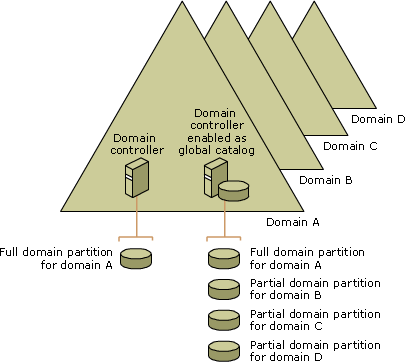 Domain
controller
Domain
controller
enabled as
global catalog
Domain D
Domain C
Domain B
Domain A
Full domain partition
for domain A
Full domain partition
for domain A
Partial domain partition
for domain B
Partial domain partition
for domain C
Partial domain partition
for domain D